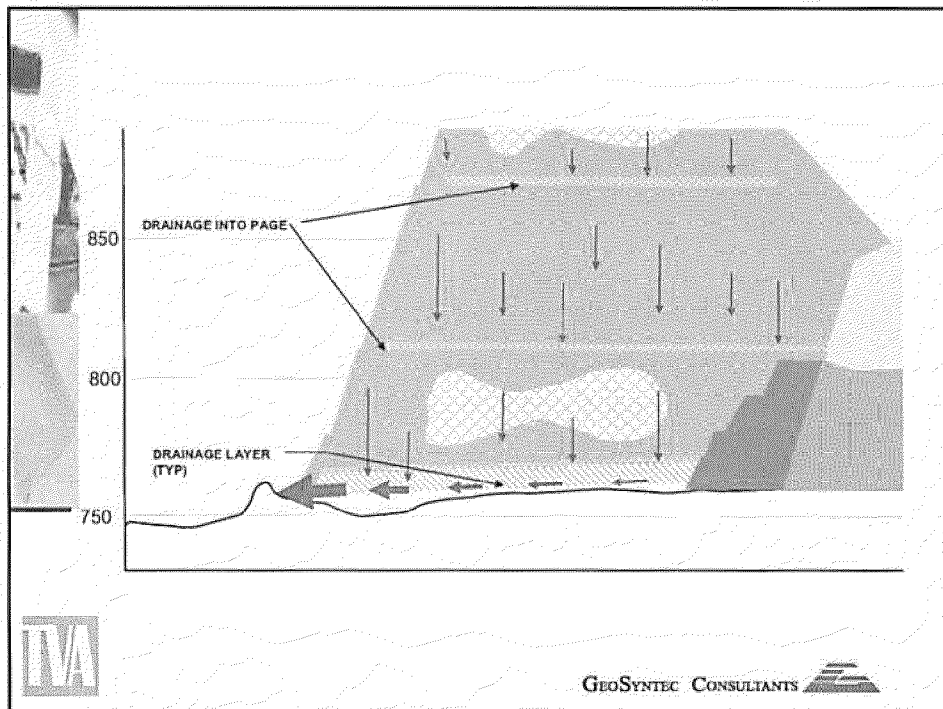 850
DRAINAGE INTO PAGE
800
DRAINAGE LAYER
(TYP)
750
TVA
GEOSYNTEC CONSULTANTS